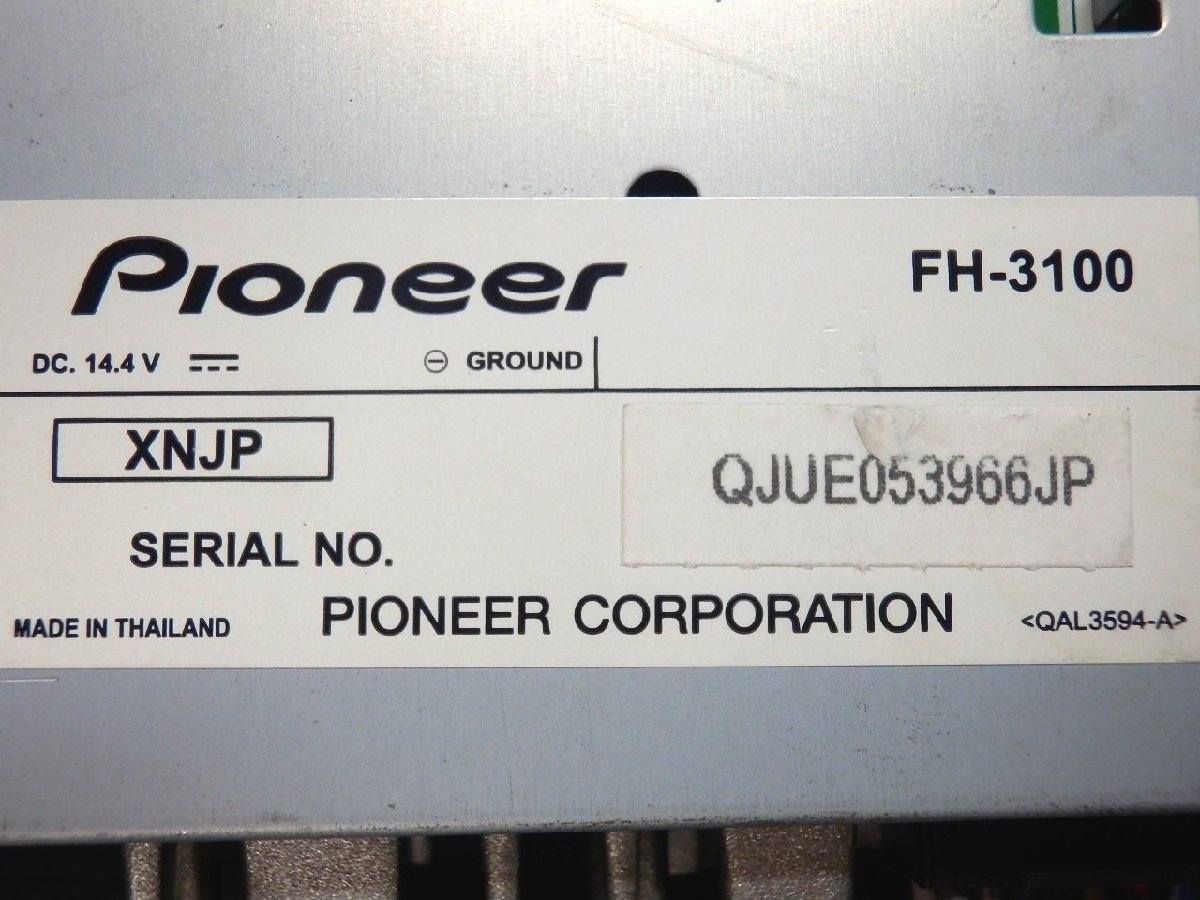 Pioneer
FH-3100
DC. 14.4 V ⎓ ⊖ GROUND
XNJP
QJUE053966JP
SERIAL NO.
MADE IN THAILAND
PIONEER CORPORATION
<QAL3594-A>